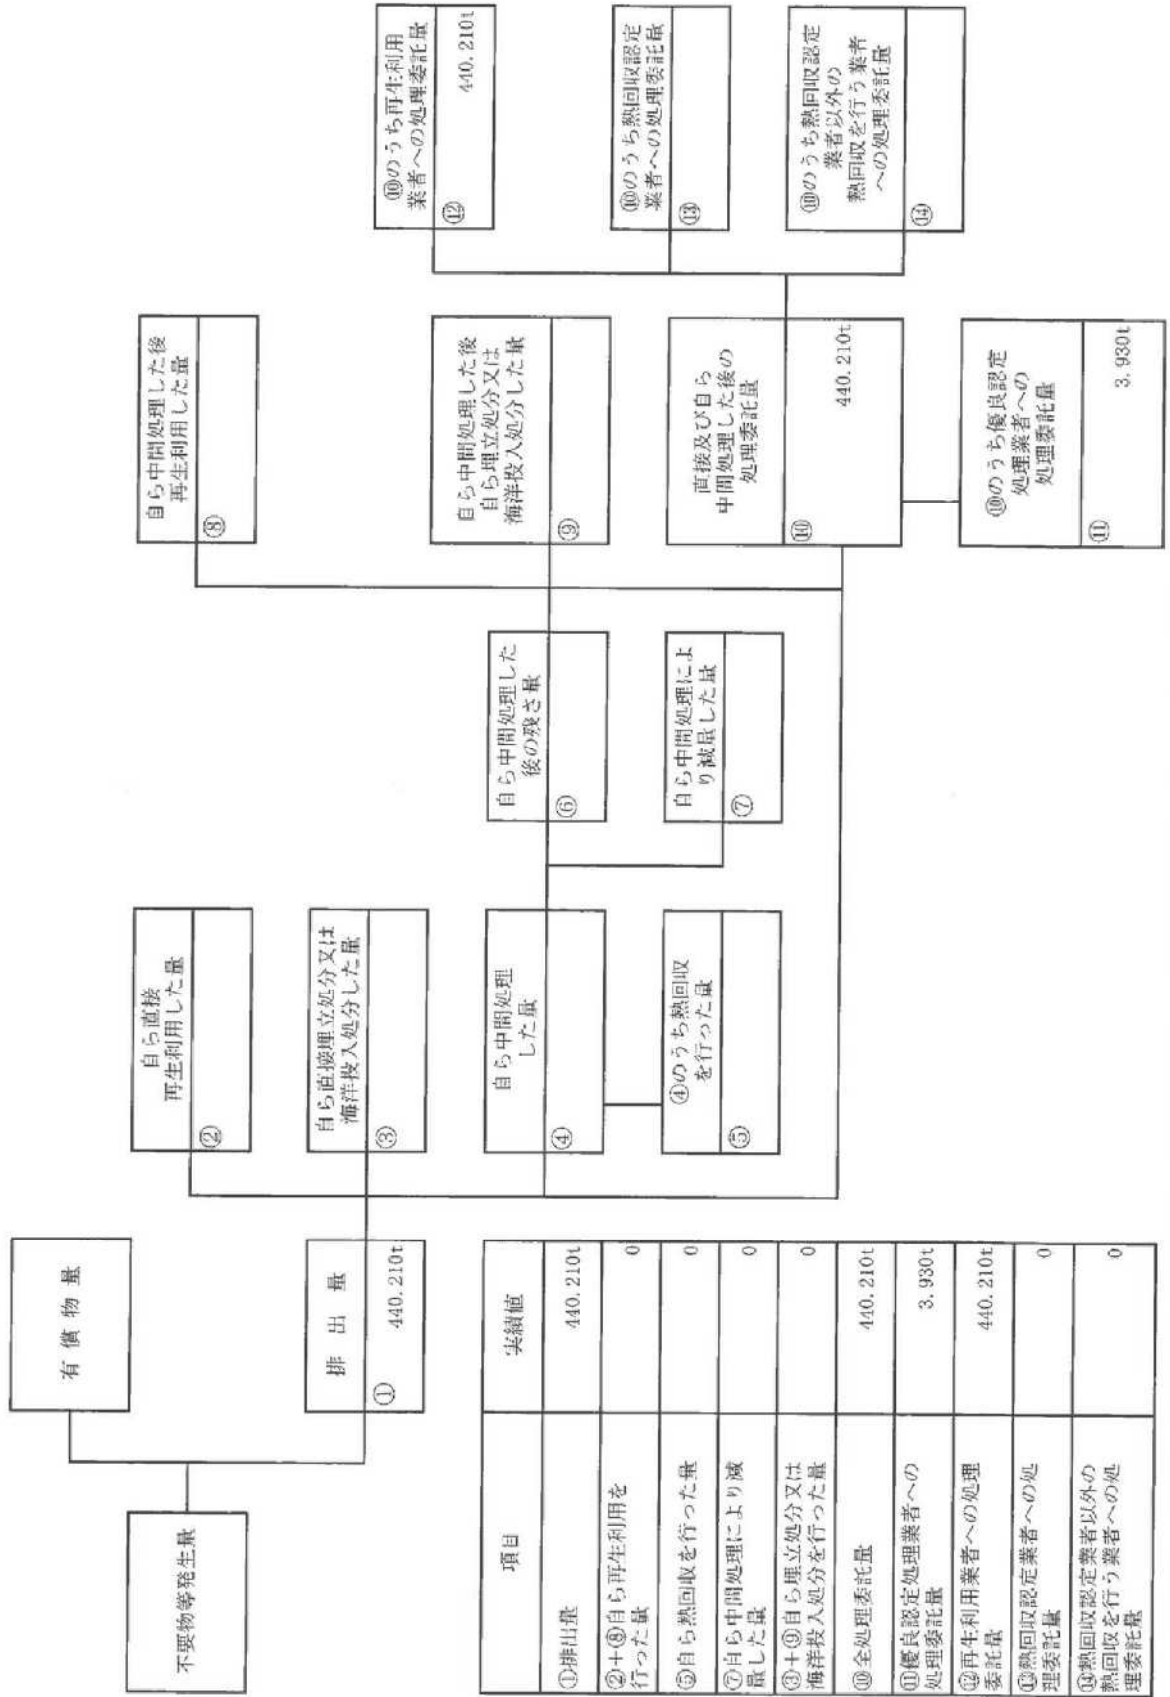 不要物等発生量
有 償 物 量
排 出 量
① 440.210t
自ら直接
再生利用した量
②
自ら直接埋立処分又は
海洋投入処分した量
③
自ら中間処理
した量
④
④のうち熱回収
を行った量
⑤
自ら中間処理した
後の残さ量
⑥
自ら中間処理によ
り減量した量
⑦
自ら中間処理した後
再生利用した量
⑧
自ら中間処理した後
自ら埋立処分又は
海洋投入処分した量
⑨
直接及び自ら
中間処理した後の
処理委託量
⑩ 440.210t
⑩のうち優良認定
処理業者への
処理委託量
⑪ 3.930t
⑩のうち再生利用
業者への処理委託量
⑫ 440.210t
⑩のうち熱回収認定
業者への処理委託量
⑬
⑩のうち熱回収認定
業者以外の
熱回収を行う業者
への処理委託量
⑭
項目 実績値
①排出量 440.210t
②+⑧自ら再生利用を
行った量 0
⑤自ら熱回収を行った量 0
⑦自ら中間処理により減
量した量 0
③+⑨自ら埋立処分又は
海洋投入処分を行った量 0
⑩全処理委託量 440.210t
⑪優良認定処理業者への
処理委託量 3.930t
⑫再生利用業者への処理
委託量 440.210t
⑬熱回収認定業者への処
理委託量 0
⑭熱回収認定業者以外の
熱回収を行う業者への処
理委託量 0